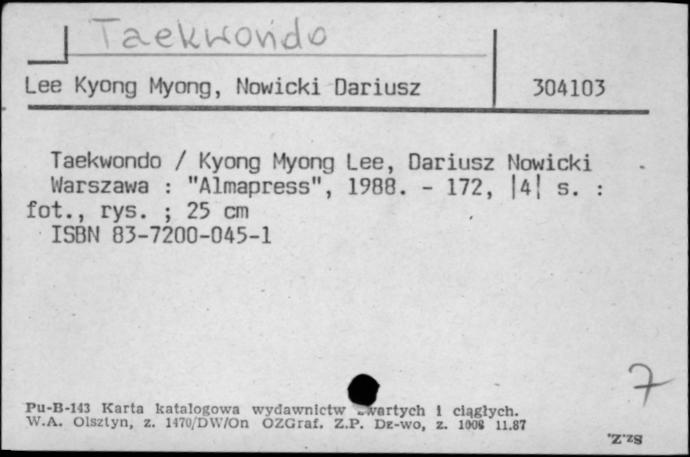 Taekwondo
Lee Kyong Myong, Nowicki Dariusz 304103
Taekwondo / Kyong Myong Lee, Dariusz Nowicki
Warszawa : "Almapress", 1988. - 172, |4| s. :
fot., rys. ; 25 cm
ISBN 83-7200-045-1
7
Pu-B-143 Karta katalogowa wydawnictw zwartych i ciągłych.
W.A. Olsztyn, z. 1470/DW/On OZGraf. Z.P. Dz-wo, z. 1008 11.87